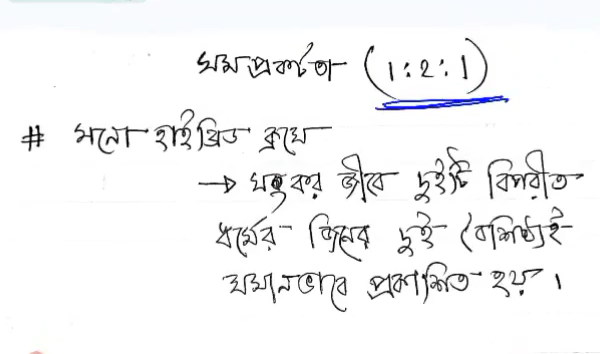 সমপ্রকটতা (1:2:1)
# মনো হাইব্রিড ক্রসে
→ সংকর জীবে দুইটি বিপরীত
ধর্মের জিনের দুই বৈশিষ্ট্যই
সমানভাবে প্রকাশিত হয়।